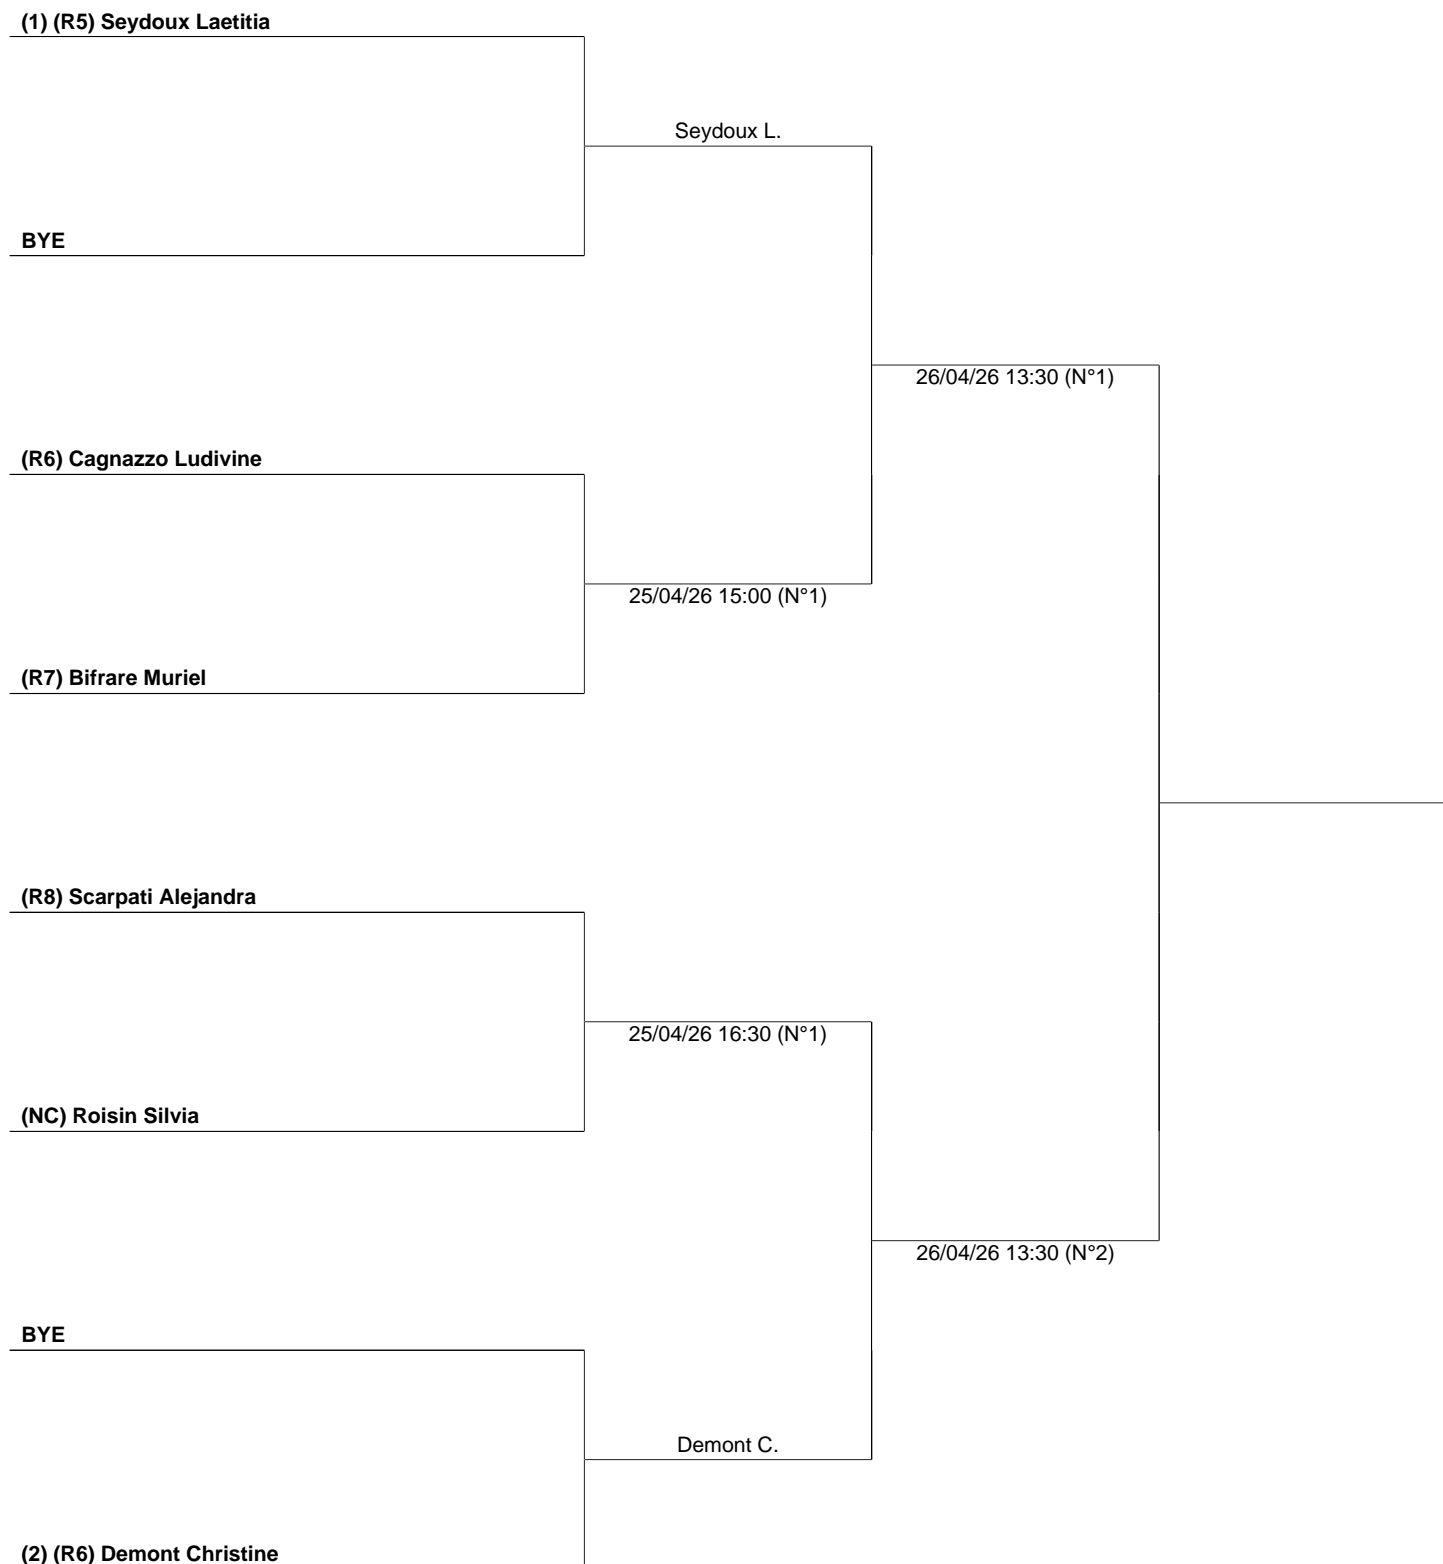 (1) (R5) Seydoux Laetitia
Seydoux L.
BYE
26/04/26 13:30 (N°1)
(R6) Cagnazzo Ludivine
25/04/26 15:00 (N°1)
(R7) Bifrare Muriel
(R8) Scarpati Alejandra
25/04/26 16:30 (N°1)
(NC) Roisin Silvia
26/04/26 13:30 (N°2)
BYE
Demont C.
(2) (R6) Demont Christine